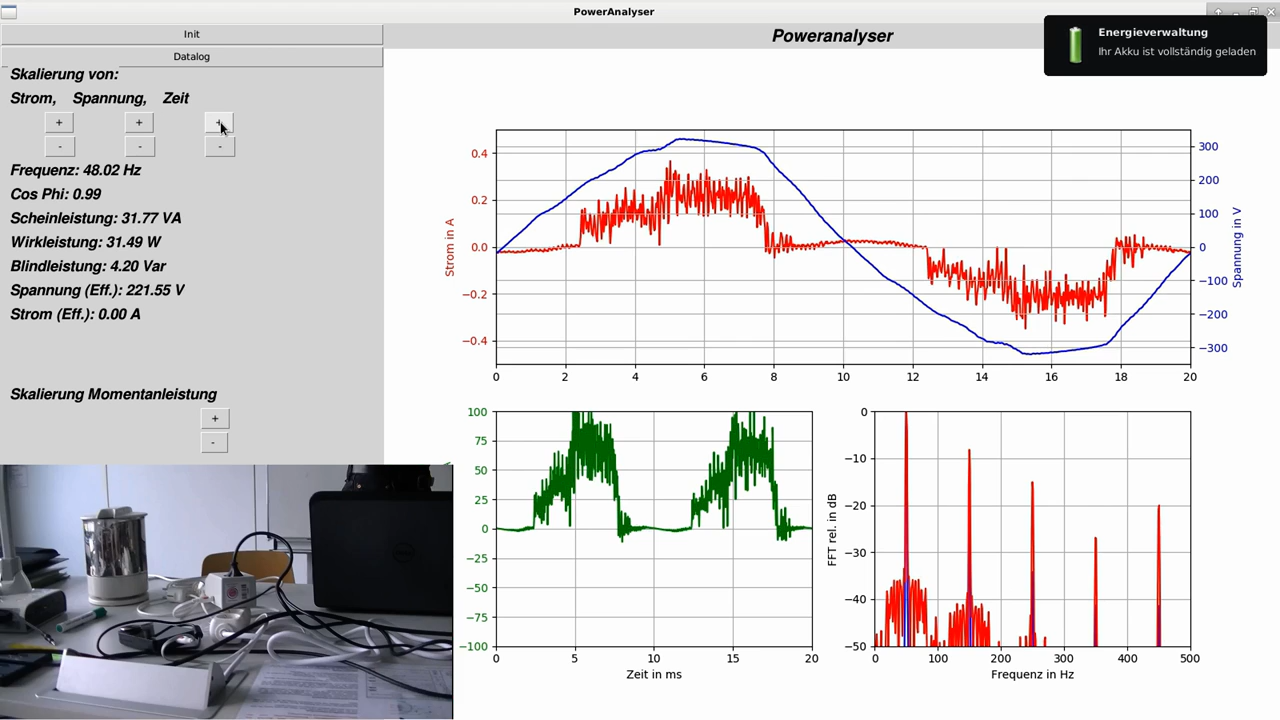 PowerAnalyser
Init
Datalog
Poweranalyser
Energieverwaltung
Ihr Akku ist vollständig geladen
Skalierung von:
Strom, Spannung, Zeit
+ + +
- - -
Frequenz: 48.02 Hz
Cos Phi: 0.99
Scheinleistung: 31.77 VA
Wirkleistung: 31.49 W
Blindleistung: 4.20 Var
Spannung (Eff.): 221.55 V
Strom (Eff.): 0.00 A
Skalierung Momentanleistung
+
-
Strom in A
0.4
0.2
0.0
−0.2
−0.4
0 2 4 6 8 10 12 14 16 18 20
300
200
100
0
−100
−200
−300
Spannung in V
100
75
50
25
0
−25
−50
−75
−100
0 5 10 15 20
Zeit in ms
FFT rel. in dB
0
−10
−20
−30
−40
−50
0 100 200 300 400 500
Frequenz in Hz